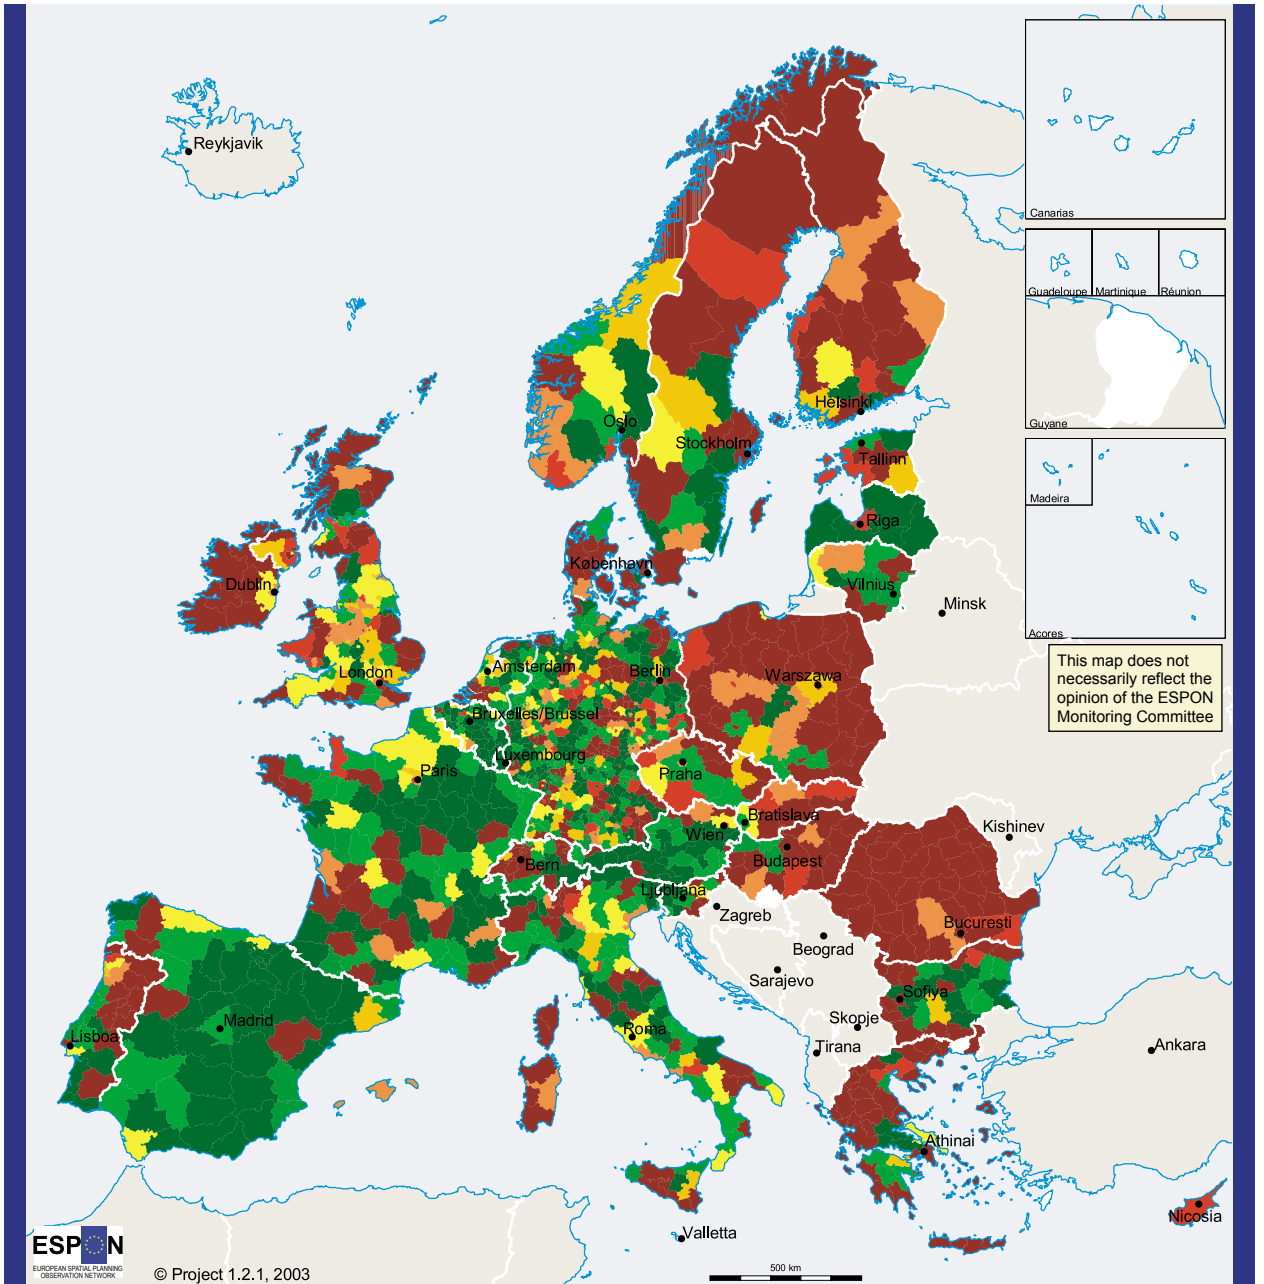 Reykjavik
Canarias
Guadeloupe
Martinique
Réunion
Guyane
Madeira
Acores
This map does not
necessarily reflect the
opinion of the ESPON
Monitoring Committee
Oslo
Helsinki
Stockholm
Tallinn
Riga
København
Vilnius
Dublin
Minsk
London
Amsterdam
Berlin
Warszawa
Bruxelles/Brussel
Luxembourg
Paris
Praha
Kishinev
Wien
Bratislava
Budapest
Bern
Ljubljana
Zagreb
Bucuresti
Beograd
Sarajevo
Sofiya
Madrid
Lisboa
Roma
Skopje
Tirana
Ankara
Athinai
Nicosia
Valletta
ESPON
EUROPEAN SPATIAL PLANNING
OBSERVATION NETWORK
© Project 1.2.1, 2003
500 km